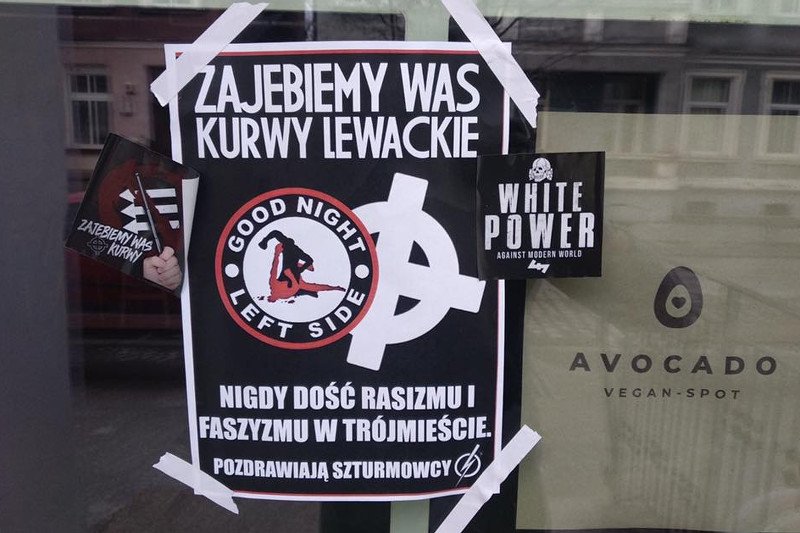 ZAJEBIEMY WAS
KURWY LEWACKIE
ZAJEBIEMY WAS
KURWY
GOOD NIGHT
LEFT SIDE
WHITE
POWER
AGAINST MODERN WORLD
AVOCADO
VEGAN-SPOT
NIGDY DOŚĆ RASIZMU I
FASZYZMU W TRÓJMIEŚCIE.
POZDRAWIAJĄ SZTURMOWCY